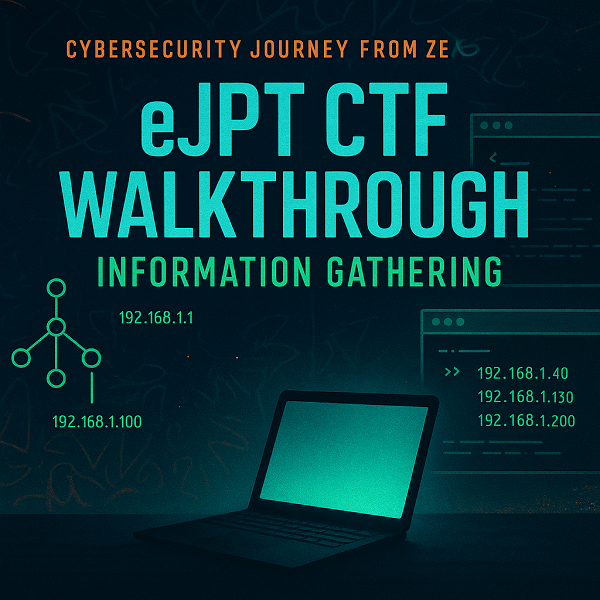 CYBERSECURITY JOURNEY FROM ZE
eJPT CTF
WALKTHROUGH
INFORMATION GATHERING
192.168.1.1
192.168.1.100
>> 192.168.1.40
192.168.1.130
192.168.1.200